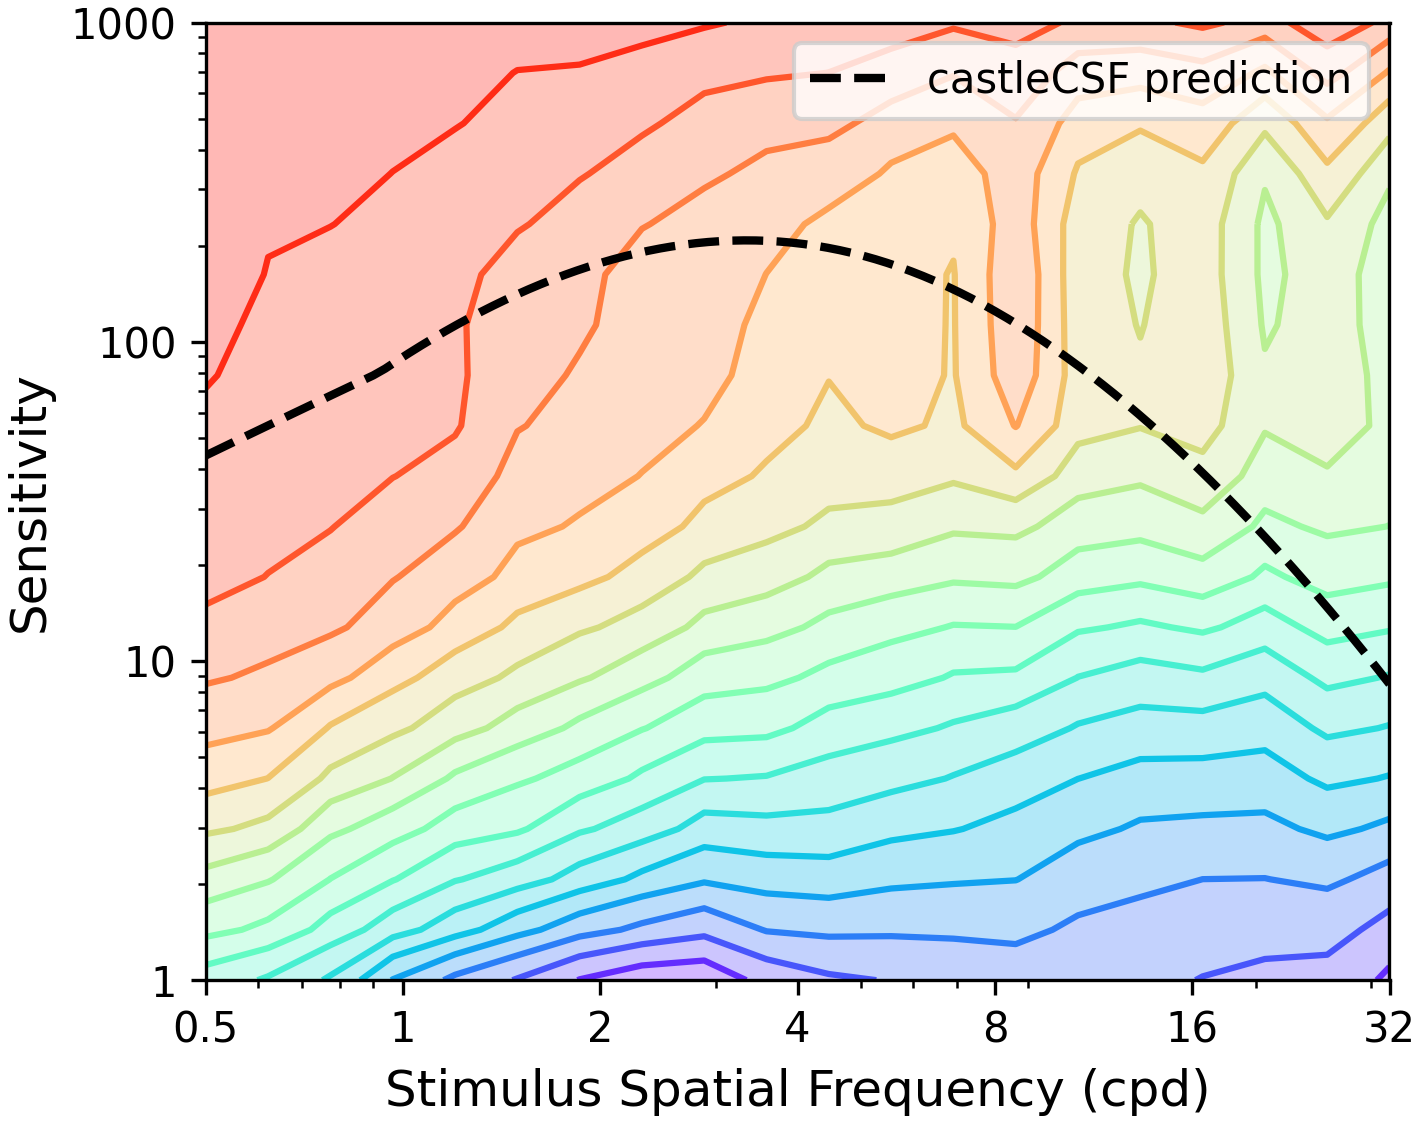 1000
castleCSF prediction
100
10
1
Sensitivity
0.5 1 2 4 8 16 32
Stimulus Spatial Frequency (cpd)